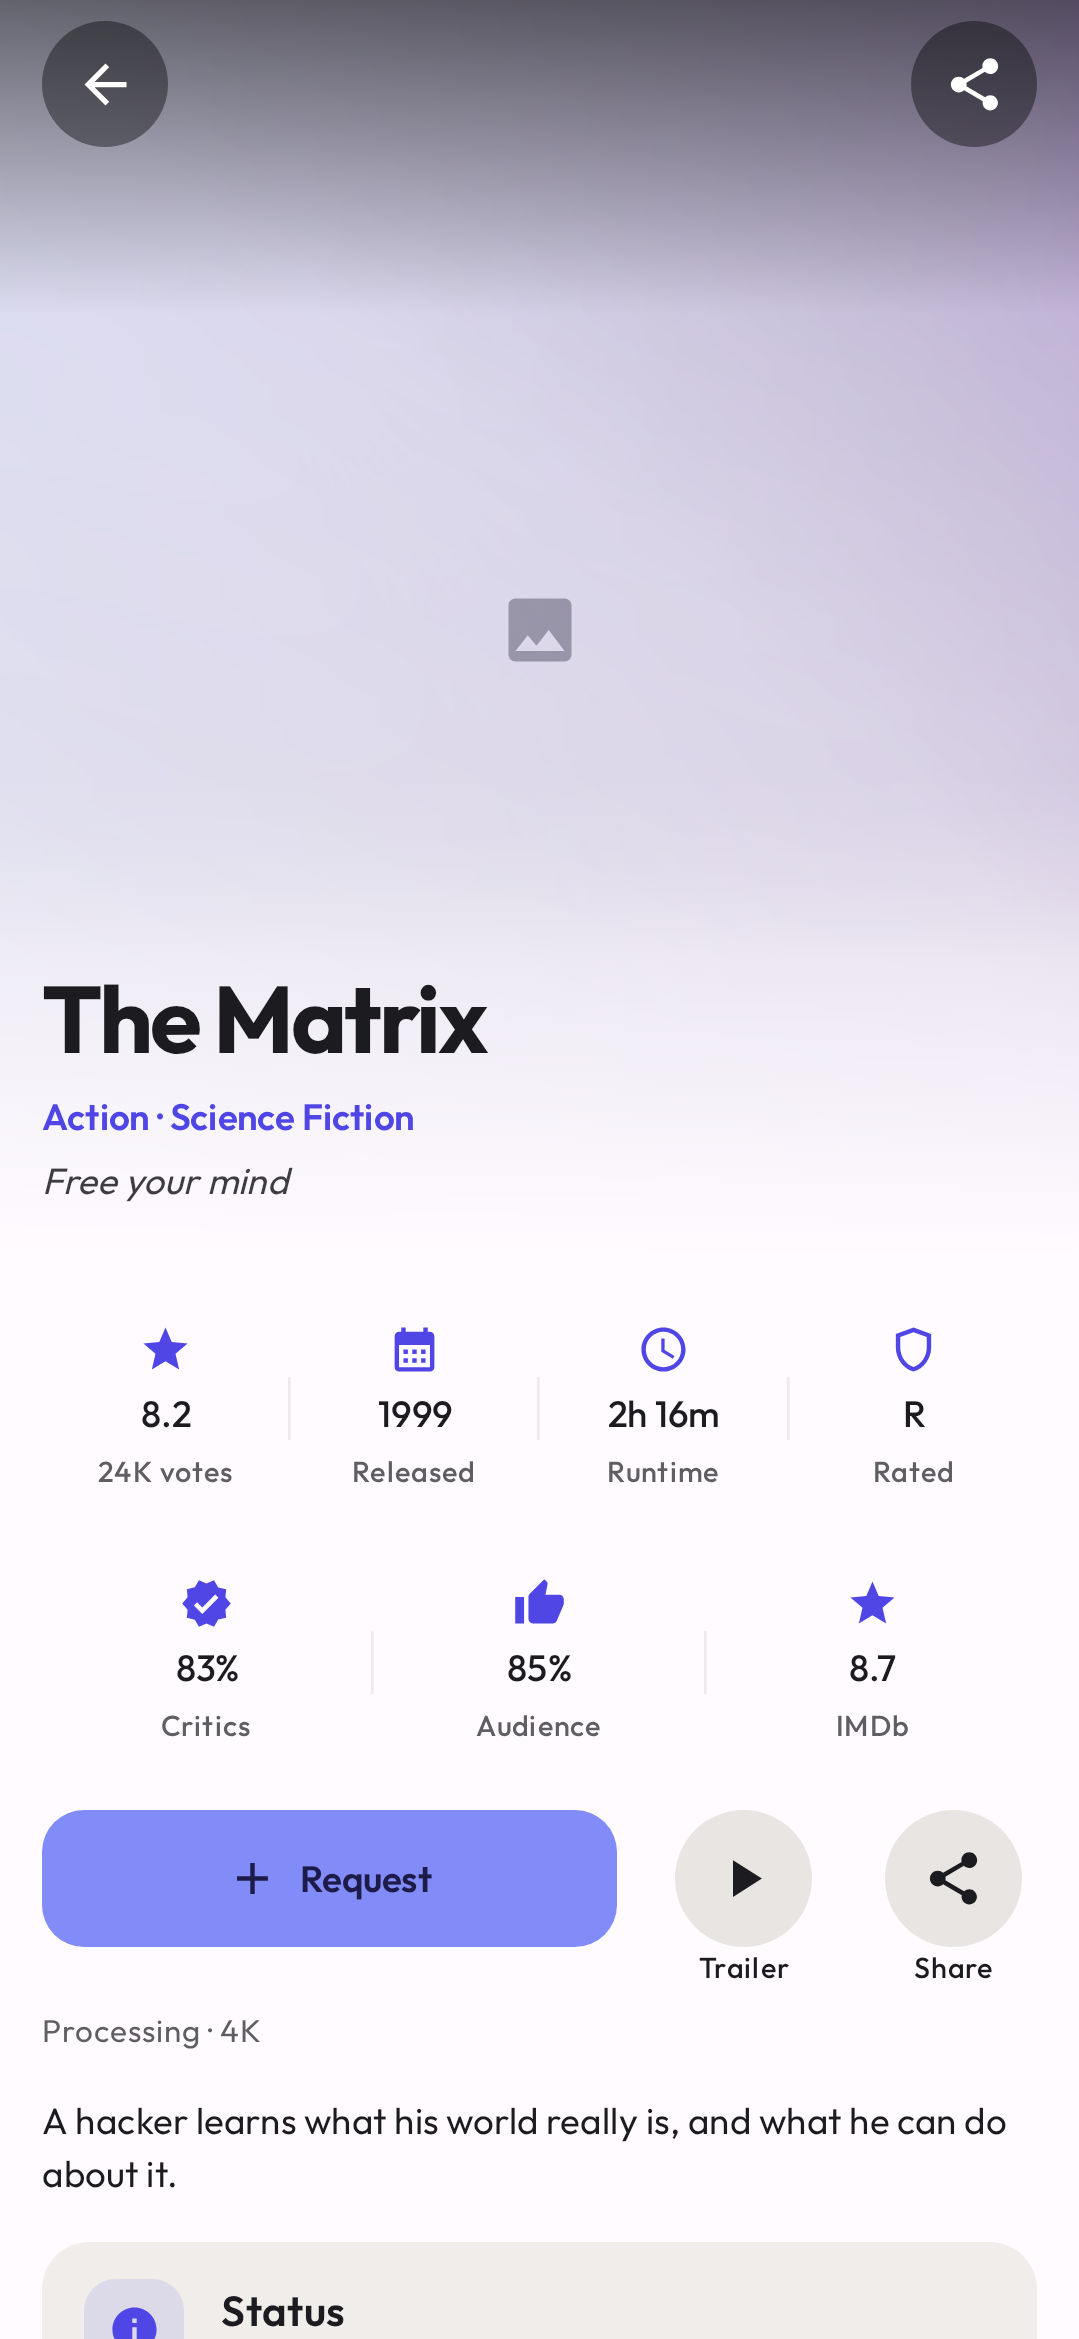 The Matrix
Action · Science Fiction
Free your mind
8.2
1999
2h 16m
R
24K votes
Released
Runtime
Rated
83%
85%
8.7
Critics
Audience
IMDb
Request
Trailer
Share
Processing · 4K
A hacker learns what his world really is, and what he can do
about it.
Status